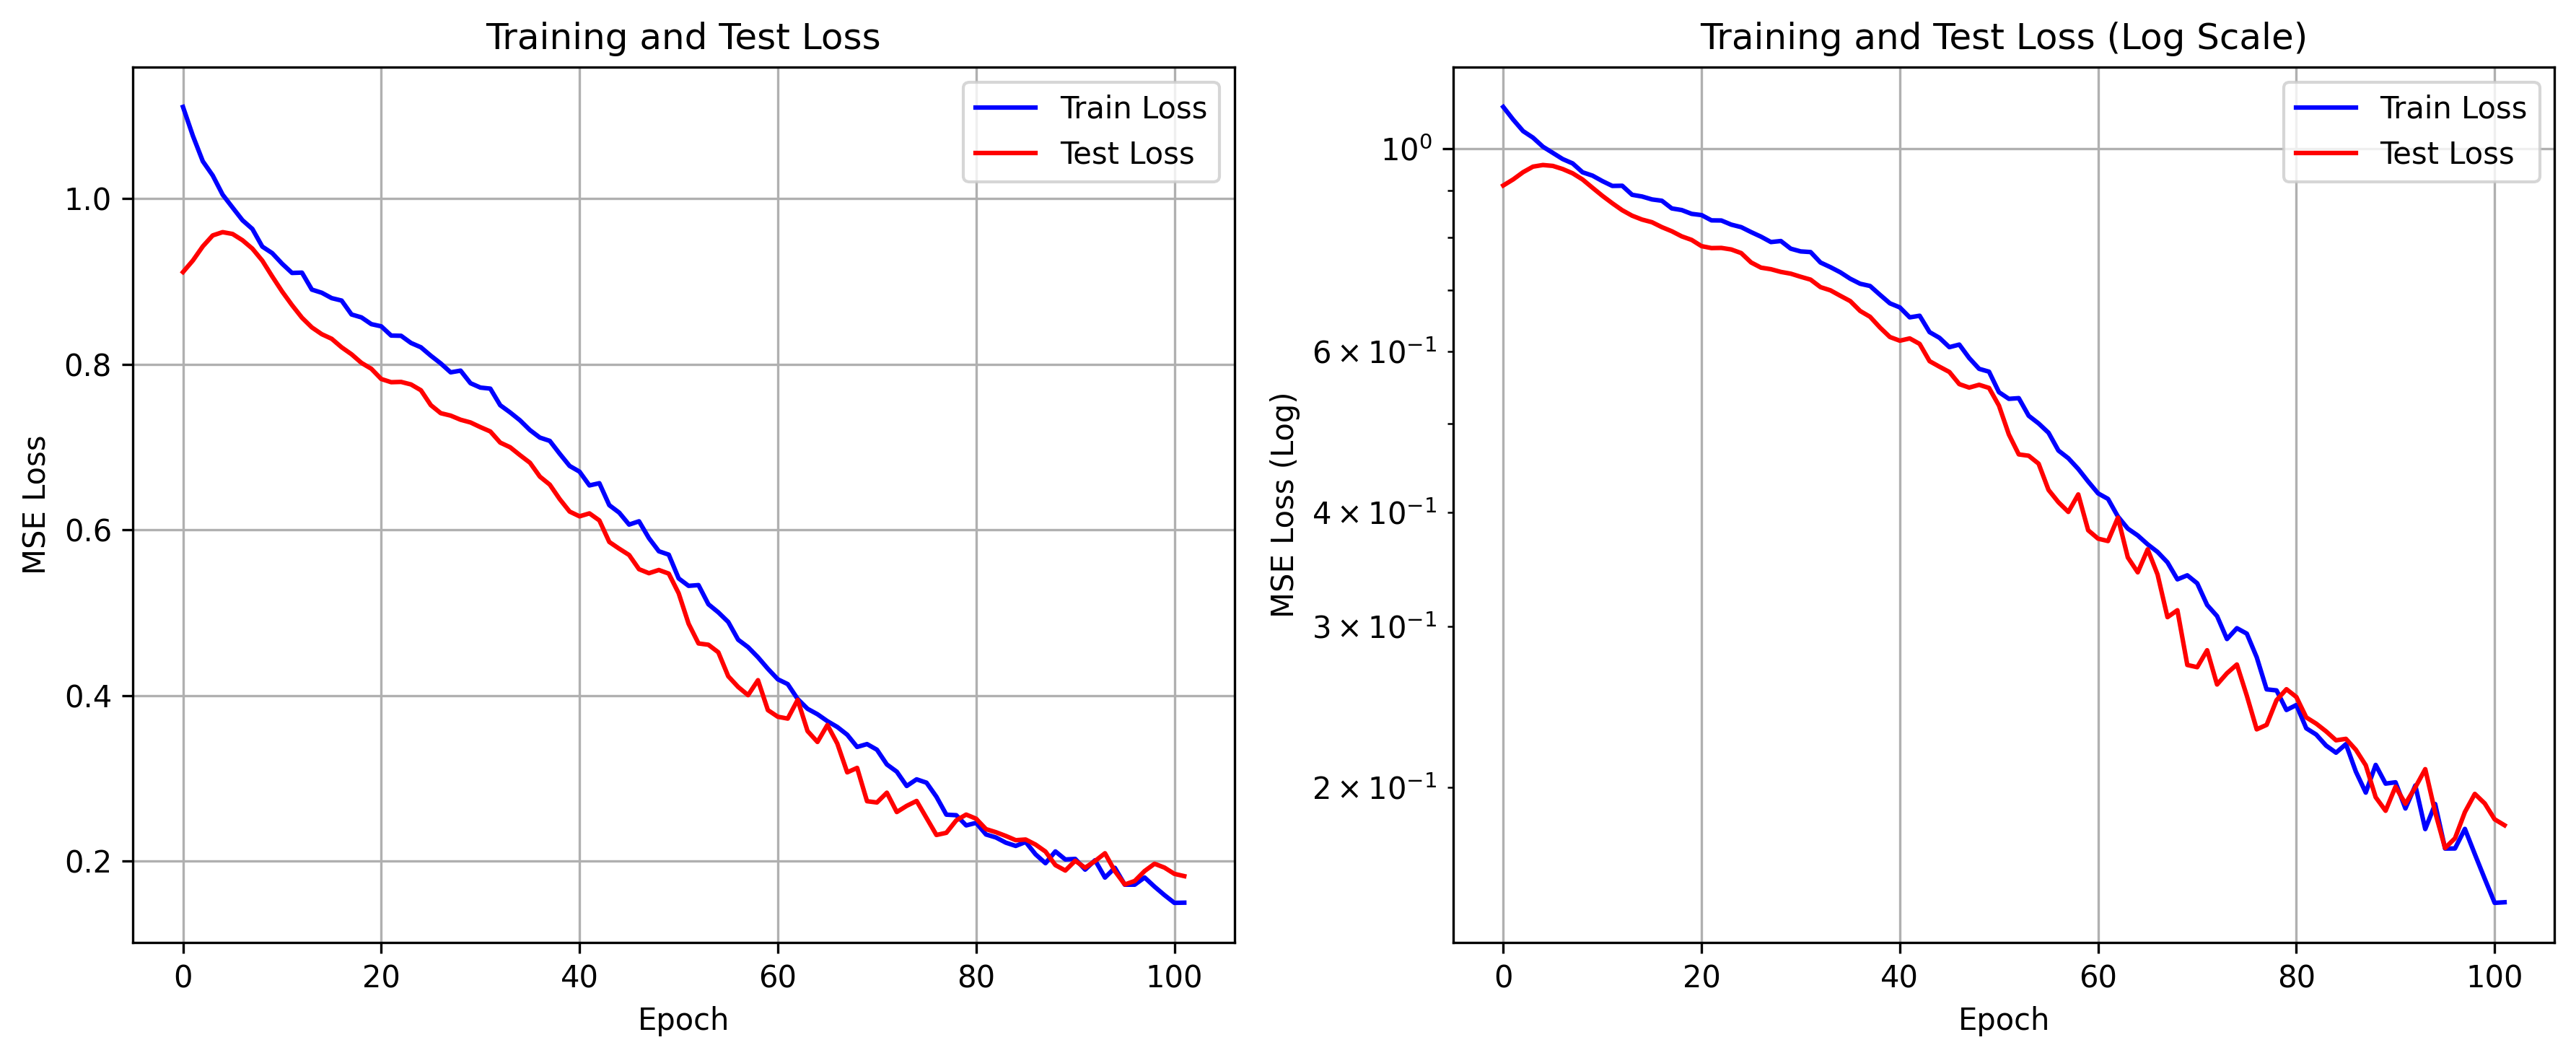 Training and Test Loss
Train Loss
Test Loss
1.0
0.8
0.6
0.4
0.2
MSE Loss
0 20 40 60 80 100
Epoch
Training and Test Loss (Log Scale)
Train Loss
Test Loss
10⁰
6 × 10⁻¹
4 × 10⁻¹
3 × 10⁻¹
2 × 10⁻¹
MSE Loss (Log)
0 20 40 60 80 100
Epoch